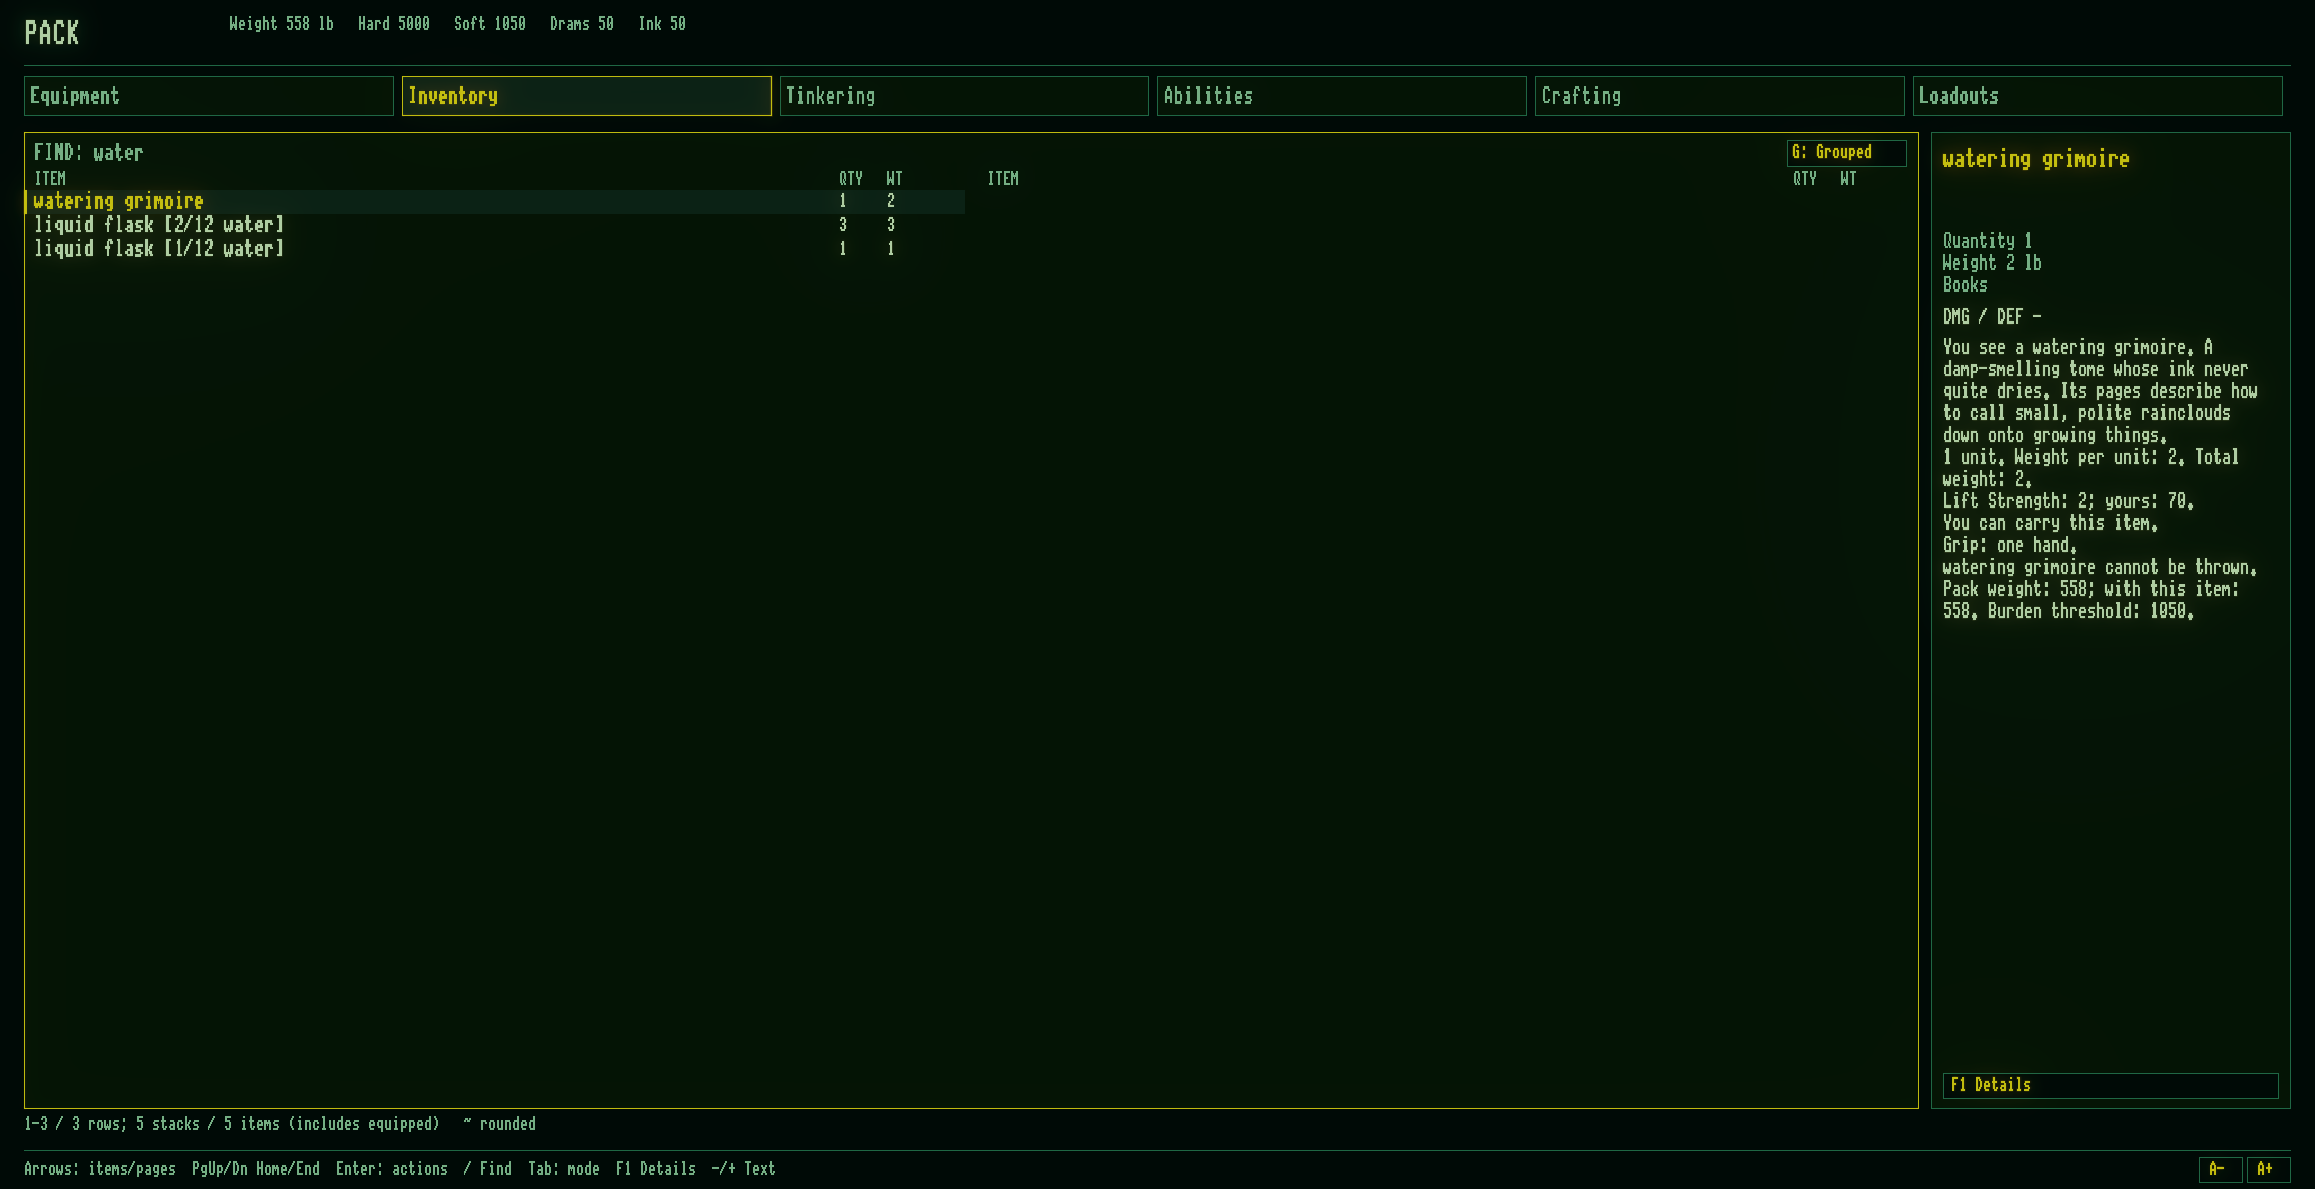 PACK
Weight 558 lb Hard 5000 Soft 1050 Drams 50 Ink 50
Equipment
Inventory
Tinkering
Abilities
Crafting
Loadouts
FIND: water
G: Grouped
ITEM QTY WT ITEM QTY WT
watering grimoire 1 2
liquid flask [2/12 water] 3 3
liquid flask [1/12 water] 1 1
watering grimoire
Quantity 1
Weight 2 lb
Books
DMG / DEF -
You see a watering grimoire. A
damp-smelling tome whose ink never
quite dries. Its pages describe how
to call small, polite rainclouds
down onto growing things.
1 unit. Weight per unit: 2. Total
weight: 2.
Lift Strength: 2; yours: 70.
You can carry this item.
Grip: one hand.
watering grimoire cannot be thrown.
Pack weight: 558; with this item:
558. Burden threshold: 1050.
F1 Details
1-3 / 3 rows; 5 stacks / 5 items (includes equipped) ~ rounded
Arrows: items/pages PgUp/Dn Home/End Enter: actions / Find Tab: mode F1 Details -/+ Text
A- A+